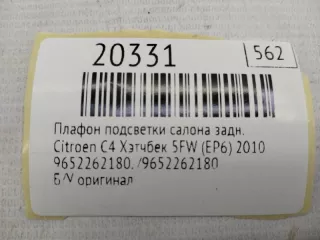 20331
562
Плафон подсветки салона задн.
Citroen C4 Хэтчбек 5FW (EP6) 2010
9652262180. /9652262180
Б/У оригинал